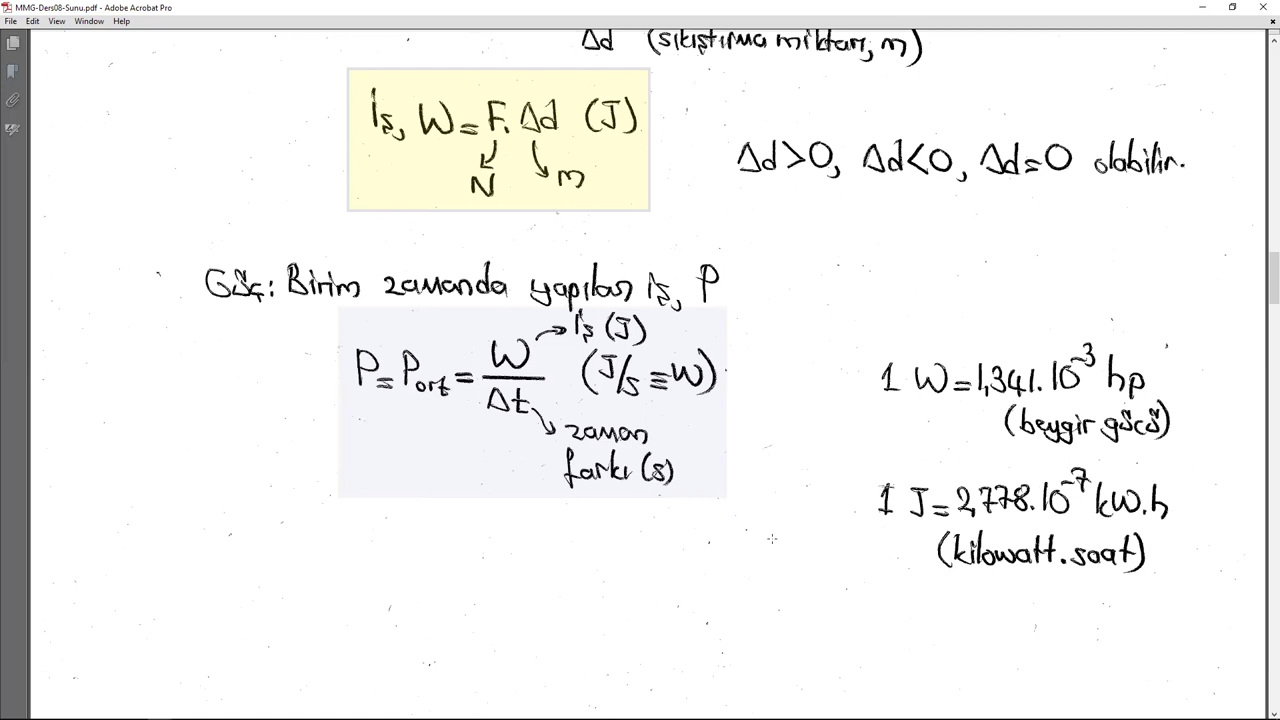 MMG-Ders08-Sunu.pdf - Adobe Acrobat Pro
File Edit View Window Help
Δd (sıkıştırma miktarı, m)
İş, W = F. Δd (J)
N m
Δd>0, Δd<0, Δd=0 olabilir.
Güç: Birim zamanda yapılan iş, P
İş (J)
P = Port = W/Δt (J/s ≡ W)
zaman
farkı (s)
1 W = 1,341.10⁻³ hp
(beygir gücü)
1 J = 2,778.10⁻⁷ kW.h
(kilowatt.saat)